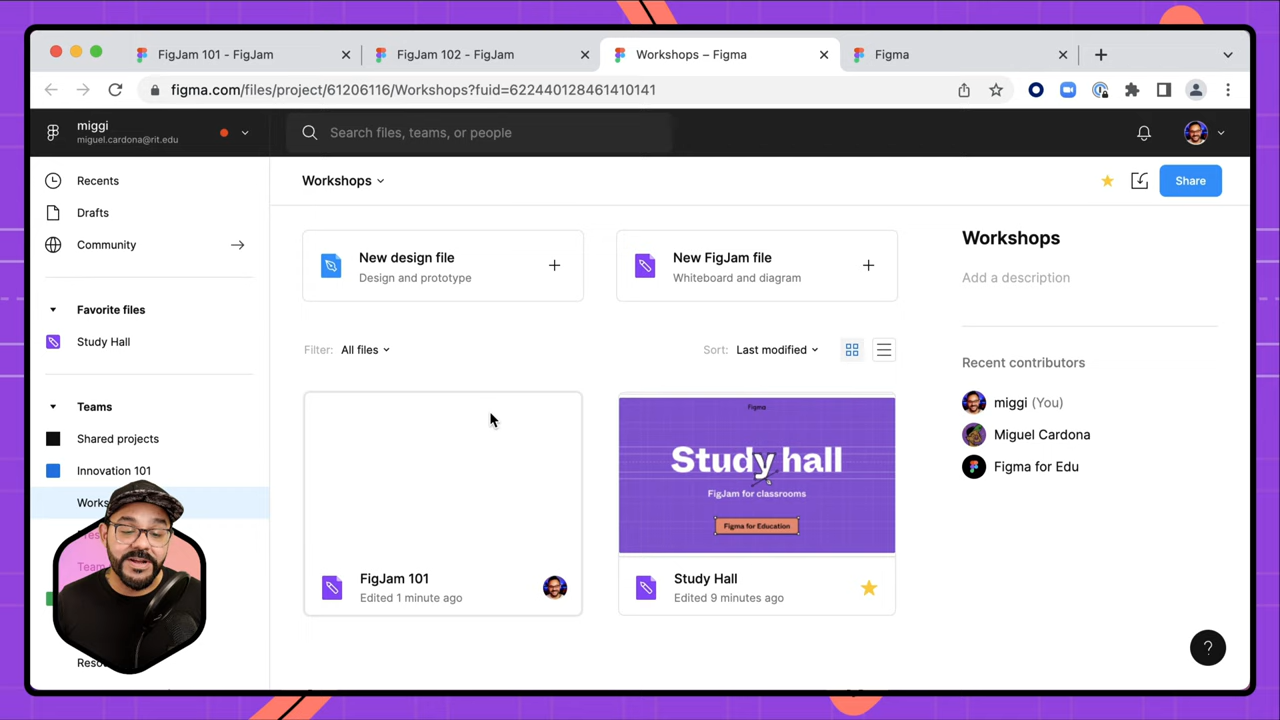 FigJam 101 - FigJam
FigJam 102 - FigJam
Workshops – Figma
Figma
figma.com/files/project/61206116/Workshops?fuid=622440128461410141
miggi
miguel.cardona@rit.edu
Search files, teams, or people
Recents
Drafts
Community
Favorite files
Study Hall
Teams
Shared projects
Innovation 101
Works
Team
Reso
Workshops
Share
New design file
Design and prototype
New FigJam file
Whiteboard and diagram
Filter: All files
Sort: Last modified
FigJam 101
Edited 1 minute ago
Figma
Study hall
FigJam for classrooms
Figma for Education
Study Hall
Edited 9 minutes ago
Workshops
Add a description
Recent contributors
miggi (You)
Miguel Cardona
Figma for Edu
?